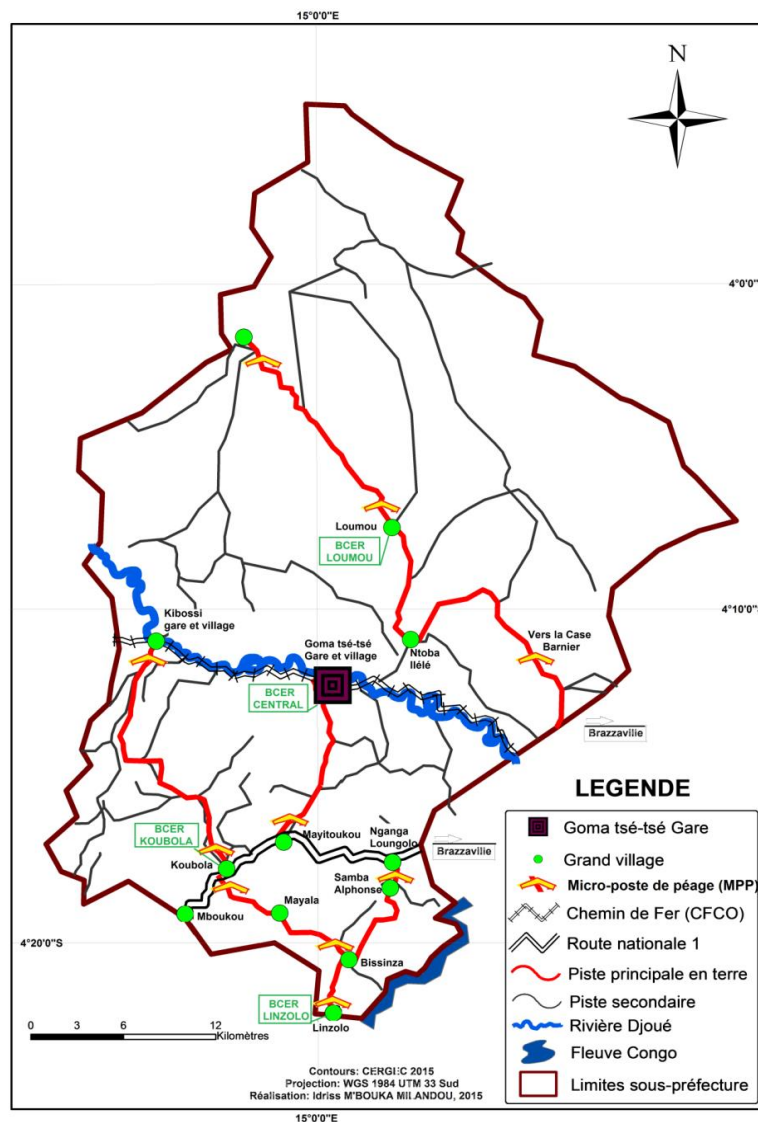 15°0'0"E
N
4°0'0"S
Loumou
BCER
LOUMOU
4°10'0"S
Kibossi
gare et village
Goma tsé-tsé
Gare et village
Ntoba
Ilélé
Vers la Case
Barnier
BCER
CENTRAL
Brazzavilie
LEGENDE
Goma tsé-tsé Gare
Grand village
Micro-poste de péage (MPP)
Chemin de Fer (CFCO)
Route nationale 1
Piste principale en terre
Piste secondaire
Rivière Djoué
Fleuve Congo
Limites sous-préfecture
BCER
KOUBOLA
Mayitoukou
Nganga
Loungolo
Brazzavilie
Koubola
Samba
Alphonse
Mboukou
Mayala
4°20'0"S
Bissinza
BCER
LINZOLO
Linzolo
0 3 6 12
Kilomètres
Contours: CERGEC 2015
Projection: WGS 1984 UTM 33 Sud
Réalisation: Idriss M'BOUKA MILANDOU, 2015
15°0'0"E